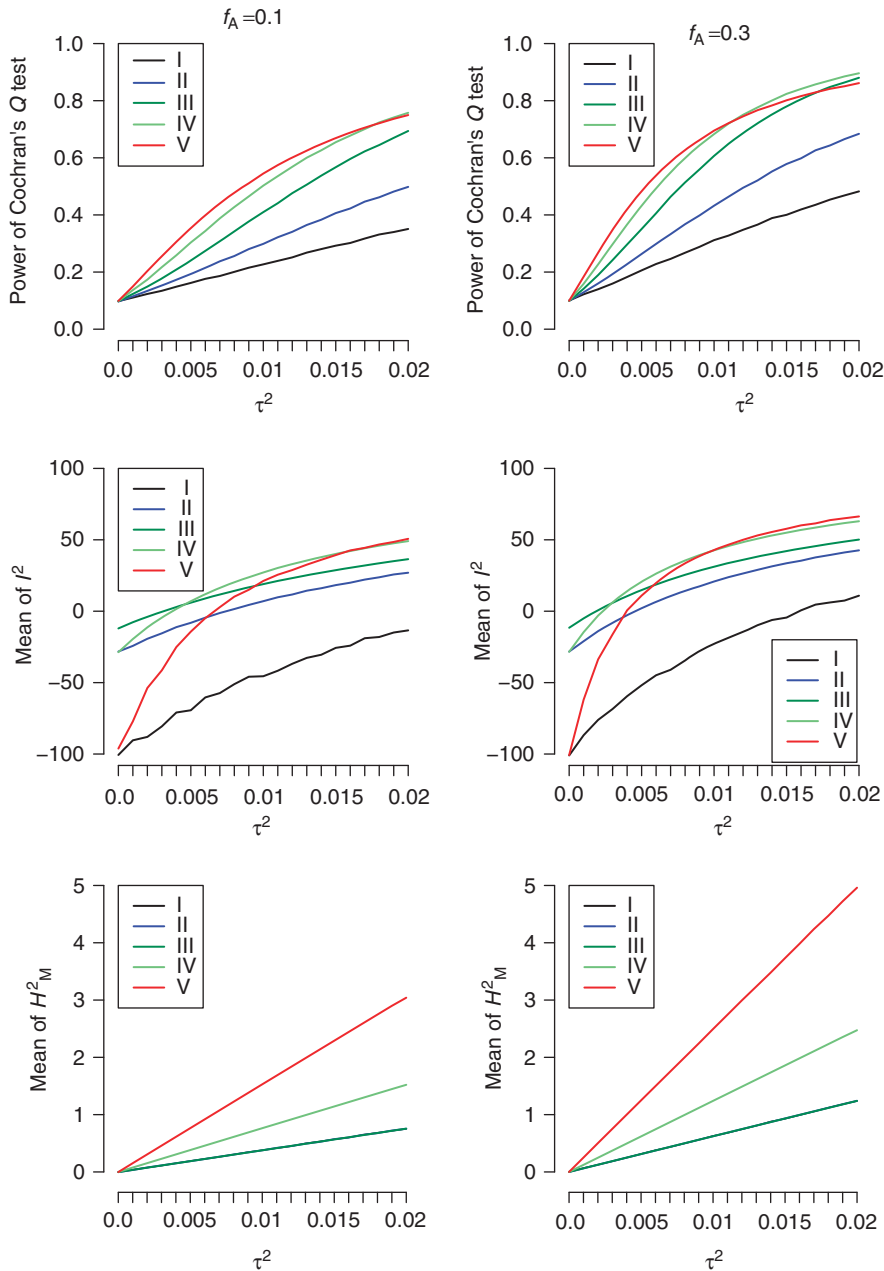 fA=0.1
Power of Cochran's Q test
1.0
0.8
0.6
0.4
0.2
0.0
I
II
III
IV
V
0.0 0.005 0.01 0.015 0.02
τ²
fA=0.3
Power of Cochran's Q test
1.0
0.8
0.6
0.4
0.2
0.0
I
II
III
IV
V
0.0 0.005 0.01 0.015 0.02
τ²
Mean of I²
100
50
0
−50
−100
I
II
III
IV
V
0.0 0.005 0.01 0.015 0.02
τ²
Mean of I²
100
50
0
−50
−100
I
II
III
IV
V
0.0 0.005 0.01 0.015 0.02
τ²
Mean of H²M
5
4
3
2
1
0
I
II
III
IV
V
0.0 0.005 0.01 0.015 0.02
τ²
Mean of H²M
5
4
3
2
1
0
I
II
III
IV
V
0.0 0.005 0.01 0.015 0.02
τ²